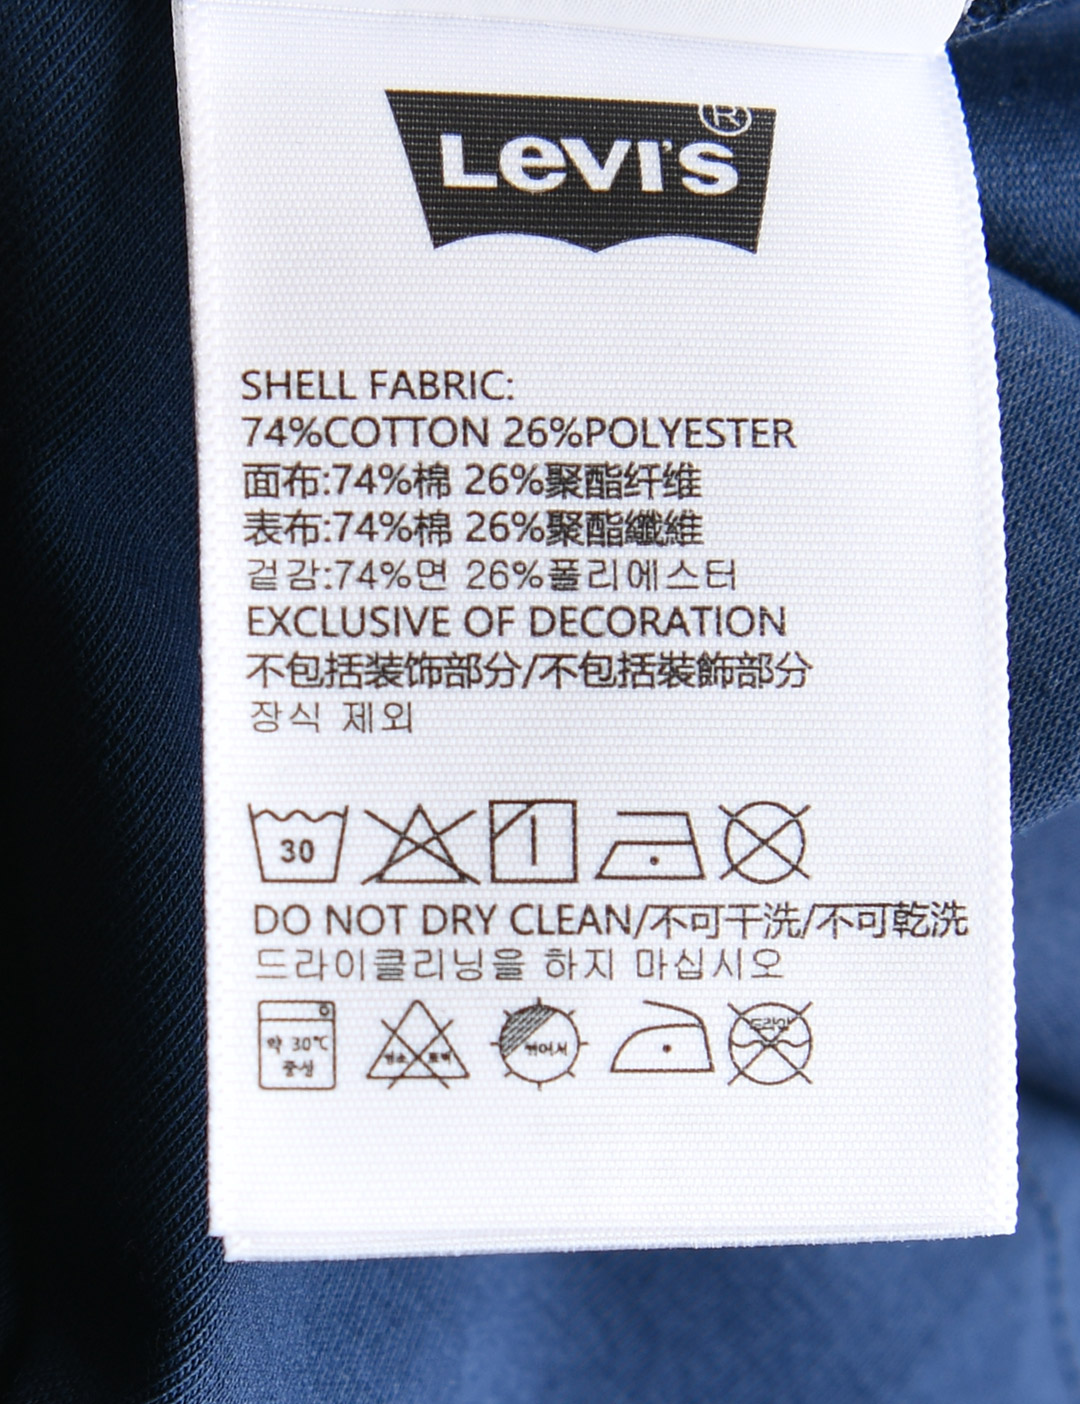 LEVI'S®
SHELL FABRIC:
74%COTTON 26%POLYESTER
面布:74%棉 26%聚酯纤维
表布:74%棉 26%聚酯纖維
겉감:74%면 26%폴리에스터
EXCLUSIVE OF DECORATION
不包括装饰部分/不包括裝飾部分
장식 제외
30
DO NOT DRY CLEAN/不可干洗/不可乾洗
드라이클리닝을 하지 마십시오
약 30℃
중성